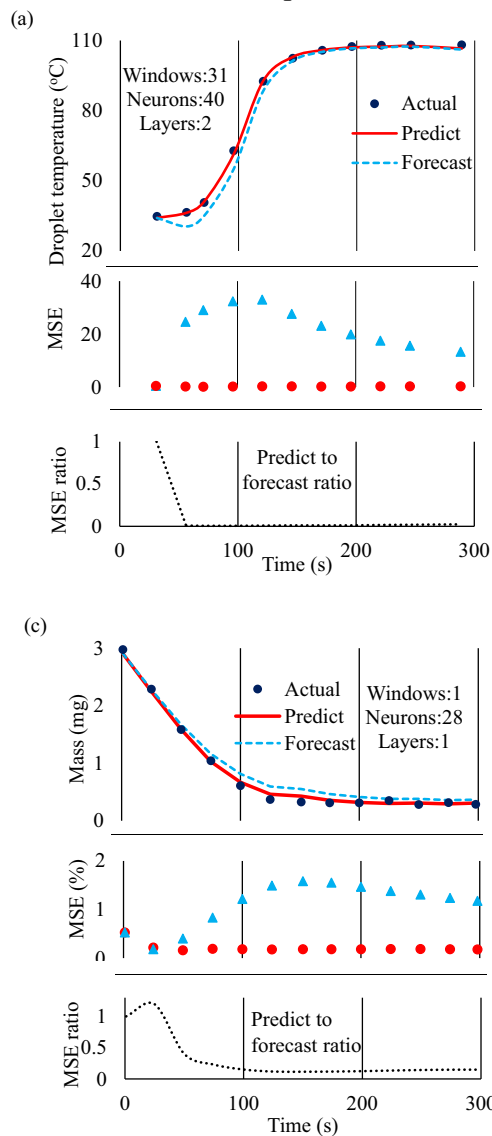 (a)
Droplet temperature (°C)
110
80
50
20
Windows:31
Neurons:40
Layers:2
Actual
Predict
Forecast
MSE
40
20
0
MSE ratio
1
0.5
0
Predict to
forecast ratio
0 100 200 300
Time (s)
(c)
Mass (mg)
3
2
1
0
Actual
Predict
Forecast
Windows:1
Neurons:28
Layers:1
MSE (%)
2
1
0
MSE ratio
1
0.5
0
Predict to
forecast ratio
0 100 200 300
Time (s)